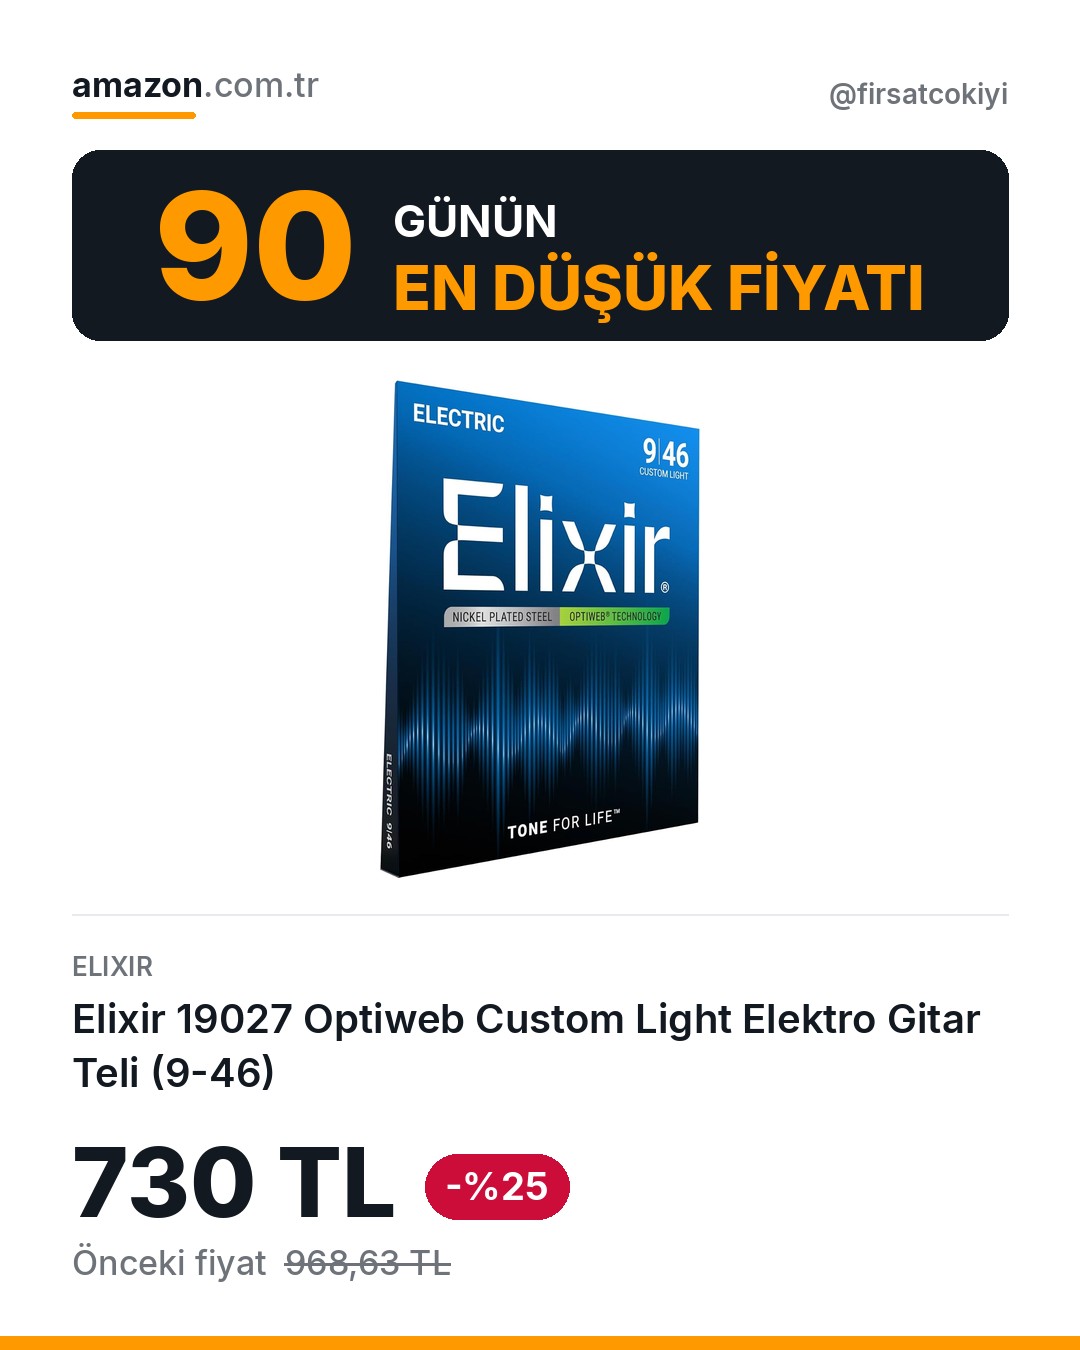 amazon.com.tr
@firsatcokiyi
90 GÜNÜN
EN DÜŞÜK FİYATI
ELECTRIC
9|46
CUSTOM LIGHT
Elixir®
NICKEL PLATED STEEL OPTIWEB® TECHNOLOGY
ELECTRIC 9/46
TONE FOR LIFE™
ELIXIR
Elixir 19027 Optiweb Custom Light Elektro Gitar
Teli (9-46)
730 TL -%25
Önceki fiyat 968,63 TL